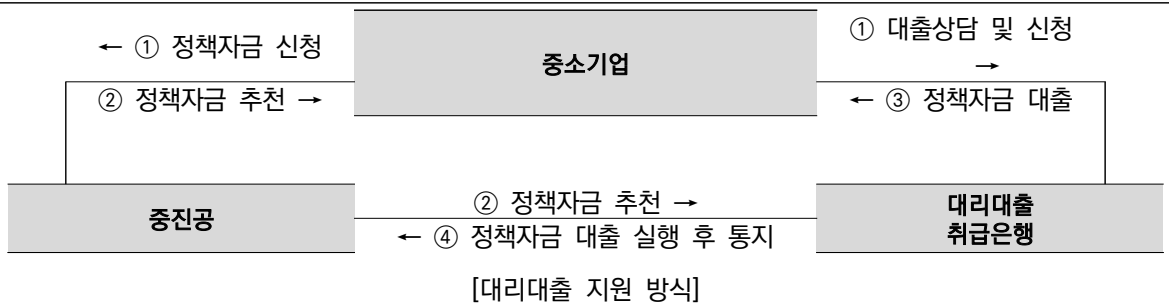 ← ① 정책자금 신청
중소기업
① 대출상담 및 신청
→
② 정책자금 추천 →
← ③ 정책자금 대출
중진공
② 정책자금 추천 →
← ④ 정책자금 대출 실행 후 통지
대리대출
취급은행
[대리대출 지원 방식]